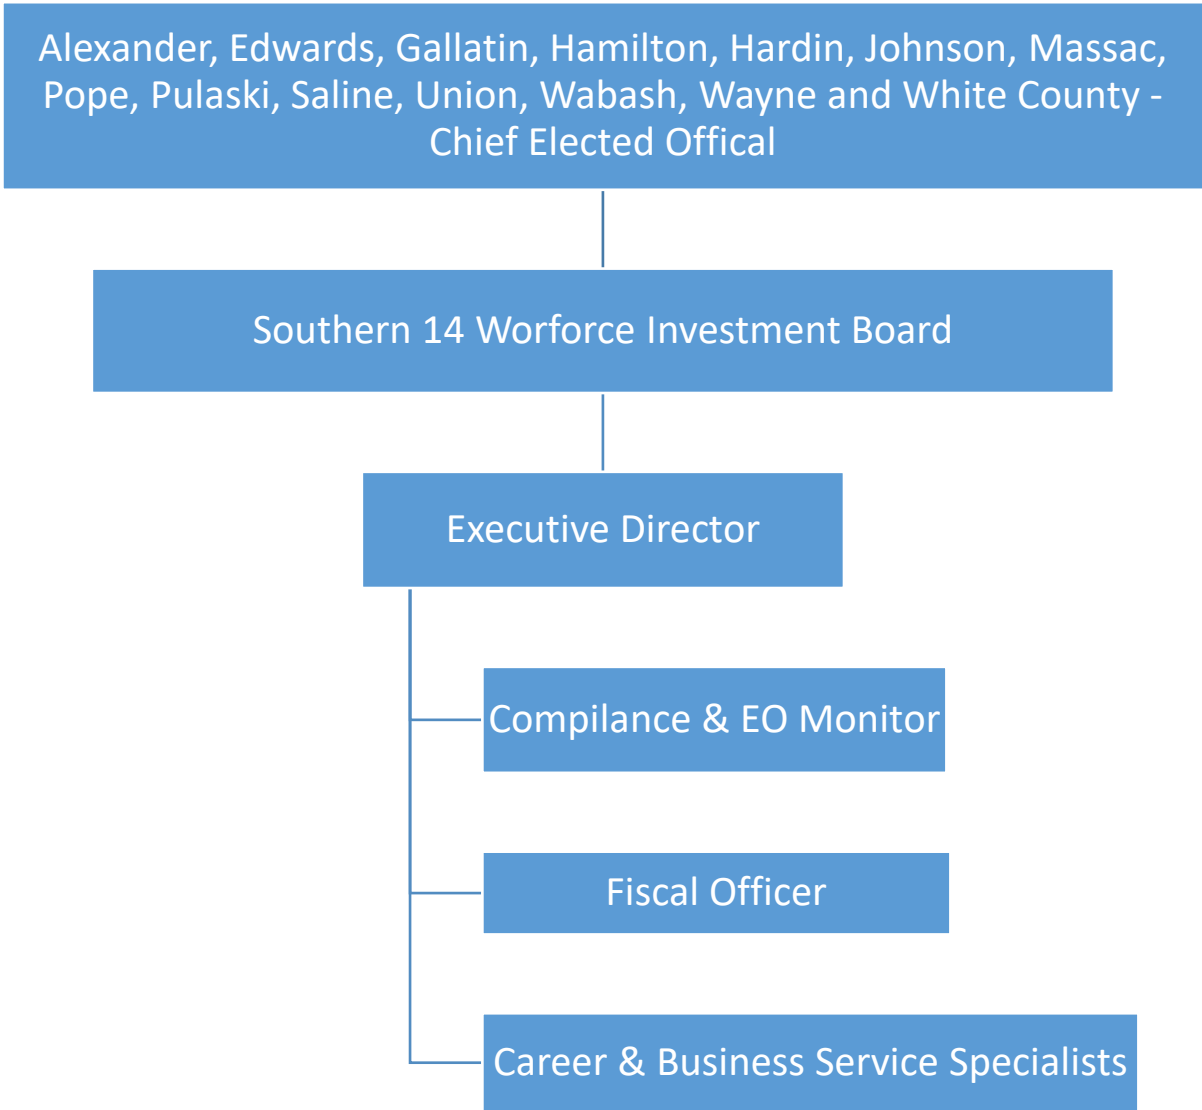 Alexander, Edwards, Gallatin, Hamilton, Hardin, Johnson, Massac,
Pope, Pulaski, Saline, Union, Wabash, Wayne and White County -
Chief Elected Offical
Southern 14 Worforce Investment Board
Executive Director
Compilance & EO Monitor
Fiscal Officer
Career & Business Service Specialists